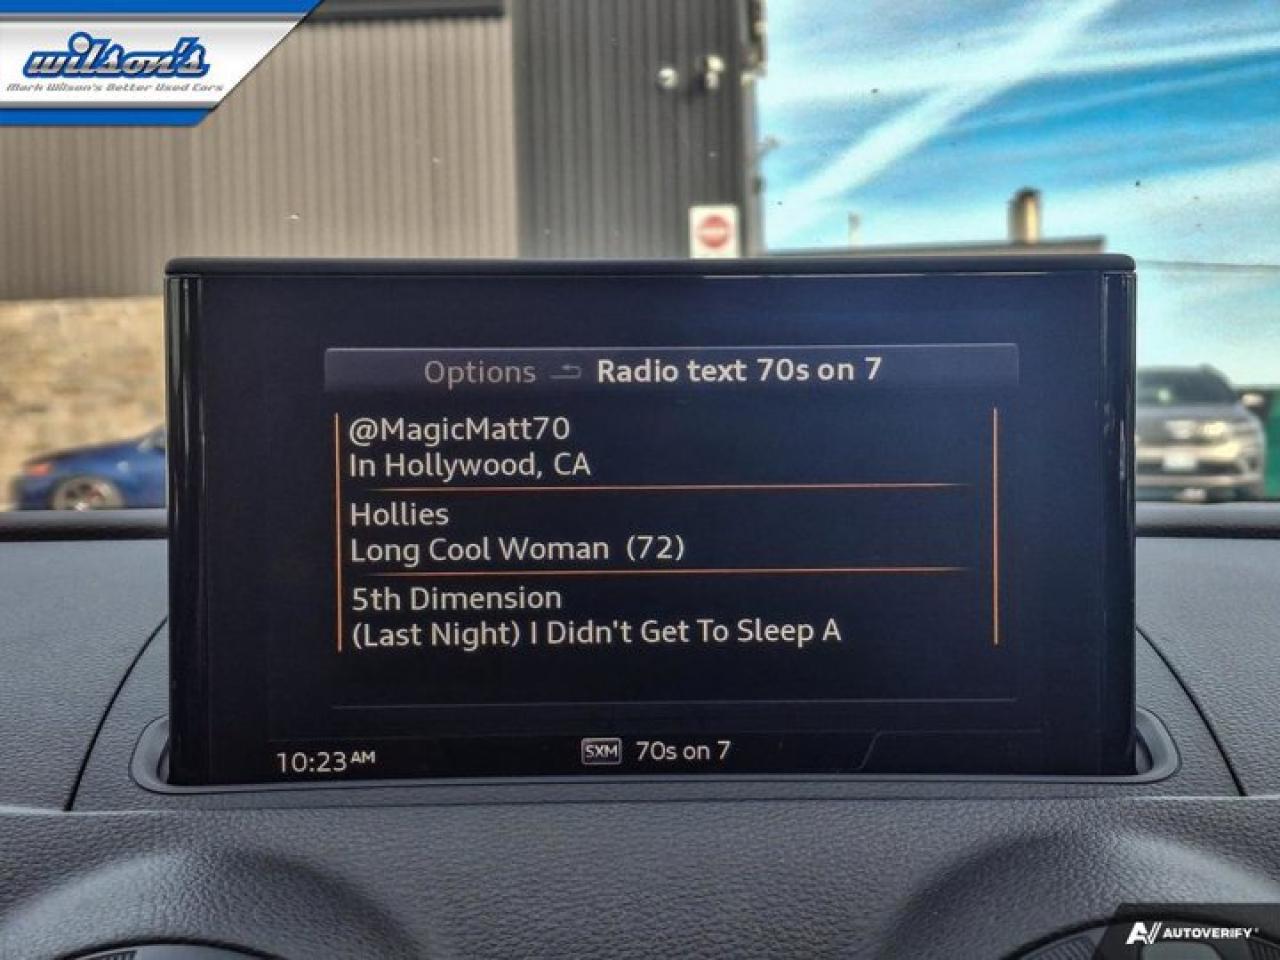 wilson's
Mark Wilson's Better Used Cars
Options Radio text 70s on 7
@MagicMatt70
In Hollywood, CA
Hollies
Long Cool Woman (72)
5th Dimension
(Last Night) I Didn't Get To Sleep A
10:23 AM SXM 70s on 7
AV AUTOVERIFY